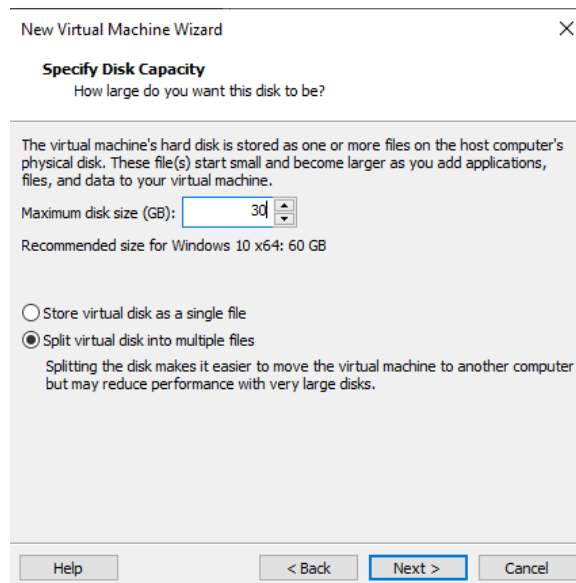 New Virtual Machine Wizard
Specify Disk Capacity
How large do you want this disk to be?
The virtual machine's hard disk is stored as one or more files on the host computer's
physical disk. These file(s) start small and become larger as you add applications,
files, and data to your virtual machine.
Maximum disk size (GB): 30
Recommended size for Windows 10 x64: 60 GB
Store virtual disk as a single file
Split virtual disk into multiple files
Splitting the disk makes it easier to move the virtual machine to another computer
but may reduce performance with very large disks.
Help < Back Next > Cancel